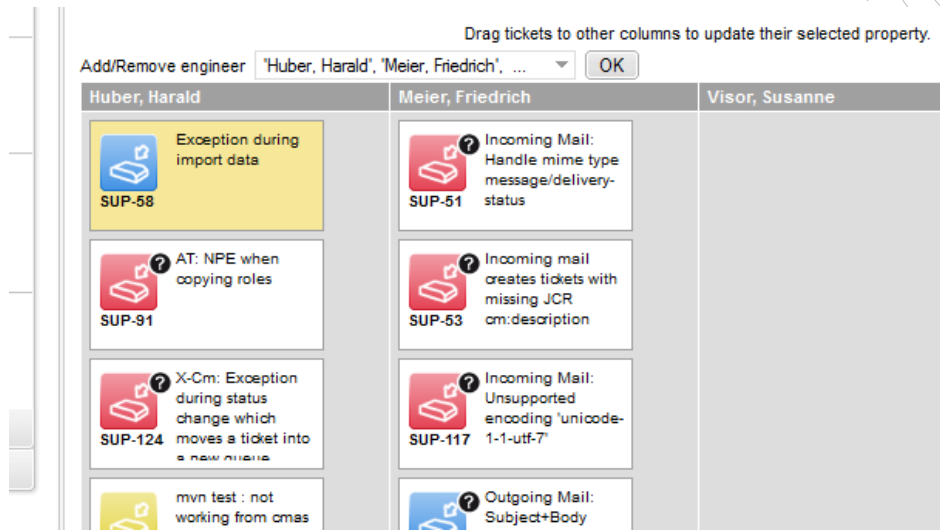 Drag tickets to other columns to update their selected property.
Add/Remove engineer 'Huber, Harald', 'Meier, Friedrich', ... OK
Huber, Harald
Exception during
import data
SUP-58
? AT: NPE when
copying roles
SUP-91
? X-Cm: Exception
during status
change which
SUP-124 moves a ticket into
a new queue
mvn test : not
working from cmas
Meier, Friedrich
? Incoming Mail:
Handle mime type
message/delivery-
SUP-51 status
? Incoming mail
creates tickets with
missing JCR
SUP-53 cm:description
? Incoming Mail:
Unsupported
encoding 'unicode-
SUP-117 1-1-utf-7'
? Outgoing Mail:
Subject+Body
Visor, Susanne